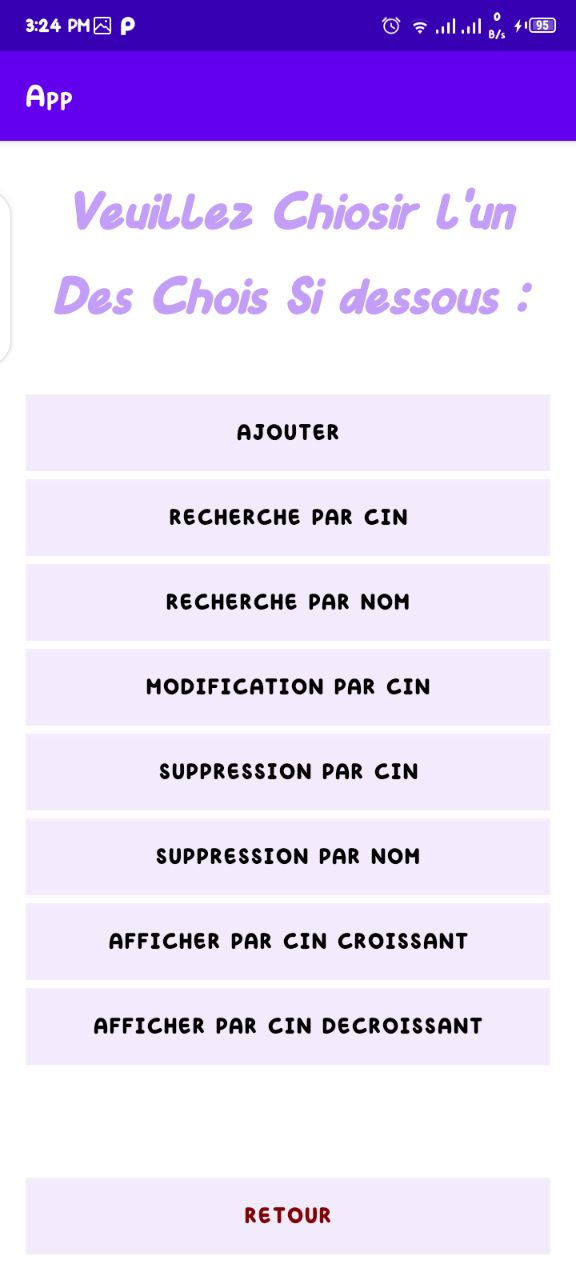 3:24 PM
0
B/s
95
App
Veuillez Chiosir L'un
Des Chois Si dessous :
AJOUTER
RECHERCHE PAR CIN
RECHERCHE PAR NOM
MODIFICATION PAR CIN
SUPPRESSION PAR CIN
SUPPRESSION PAR NOM
AFFICHER PAR CIN CROISSANT
AFFICHER PAR CIN DECROISSANT
RETOUR